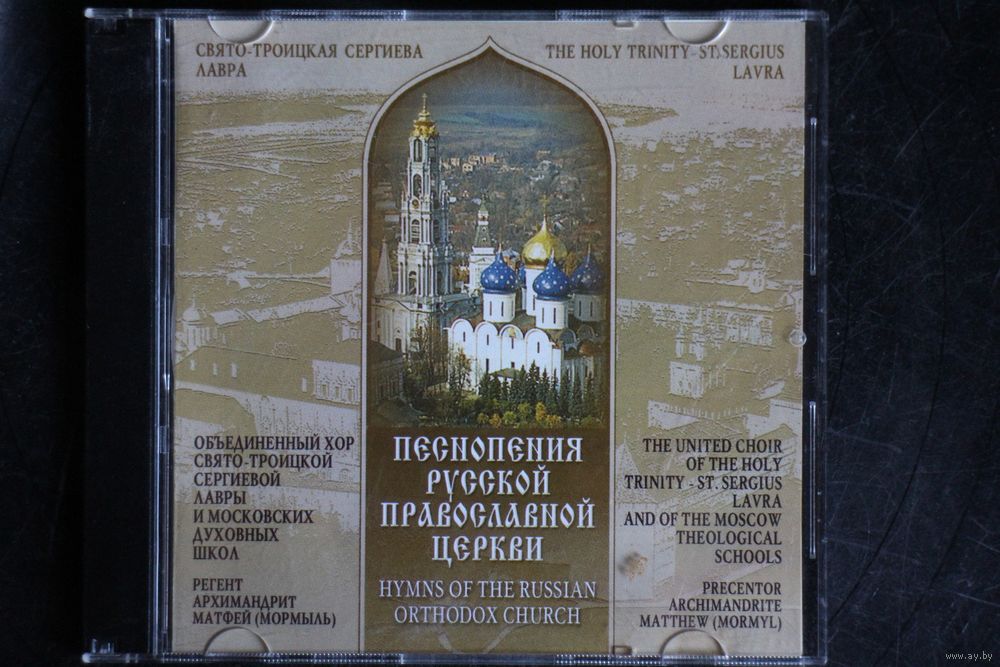 СВЯТО-ТРОИЦКАЯ СЕРГИЕВА
ЛАВРА
THE HOLY TRINITY-ST.SERGIUS
LAVRA
ОБЪЕДИНЕННЫЙ ХОР
СВЯТО-ТРОИЦКОЙ
СЕРГИЕВОЙ
ЛАВРЫ
И МОСКОВСКИХ
ДУХОВНЫХ
ШКОЛ
РЕГЕНТ
АРХИМАНДРИТ
МАТФЕЙ (МОРМЫЛЬ)
ПЕСНОПЕНИЯ
РУССКОЙ
ПРАВОСЛАВНОЙ
ЦЕРКВИ
HYMNS OF THE RUSSIAN
ORTHODOX CHURCH
THE UNITED CHOIR
OF THE HOLY
TRINITY - ST. SERGIUS
LAVRA
AND OF THE MOSCOW
THEOLOGICAL
SCHOOLS
PRECENTOR
ARCHIMANDRITE
MATTHEW (MORMYL)
www.ay.by